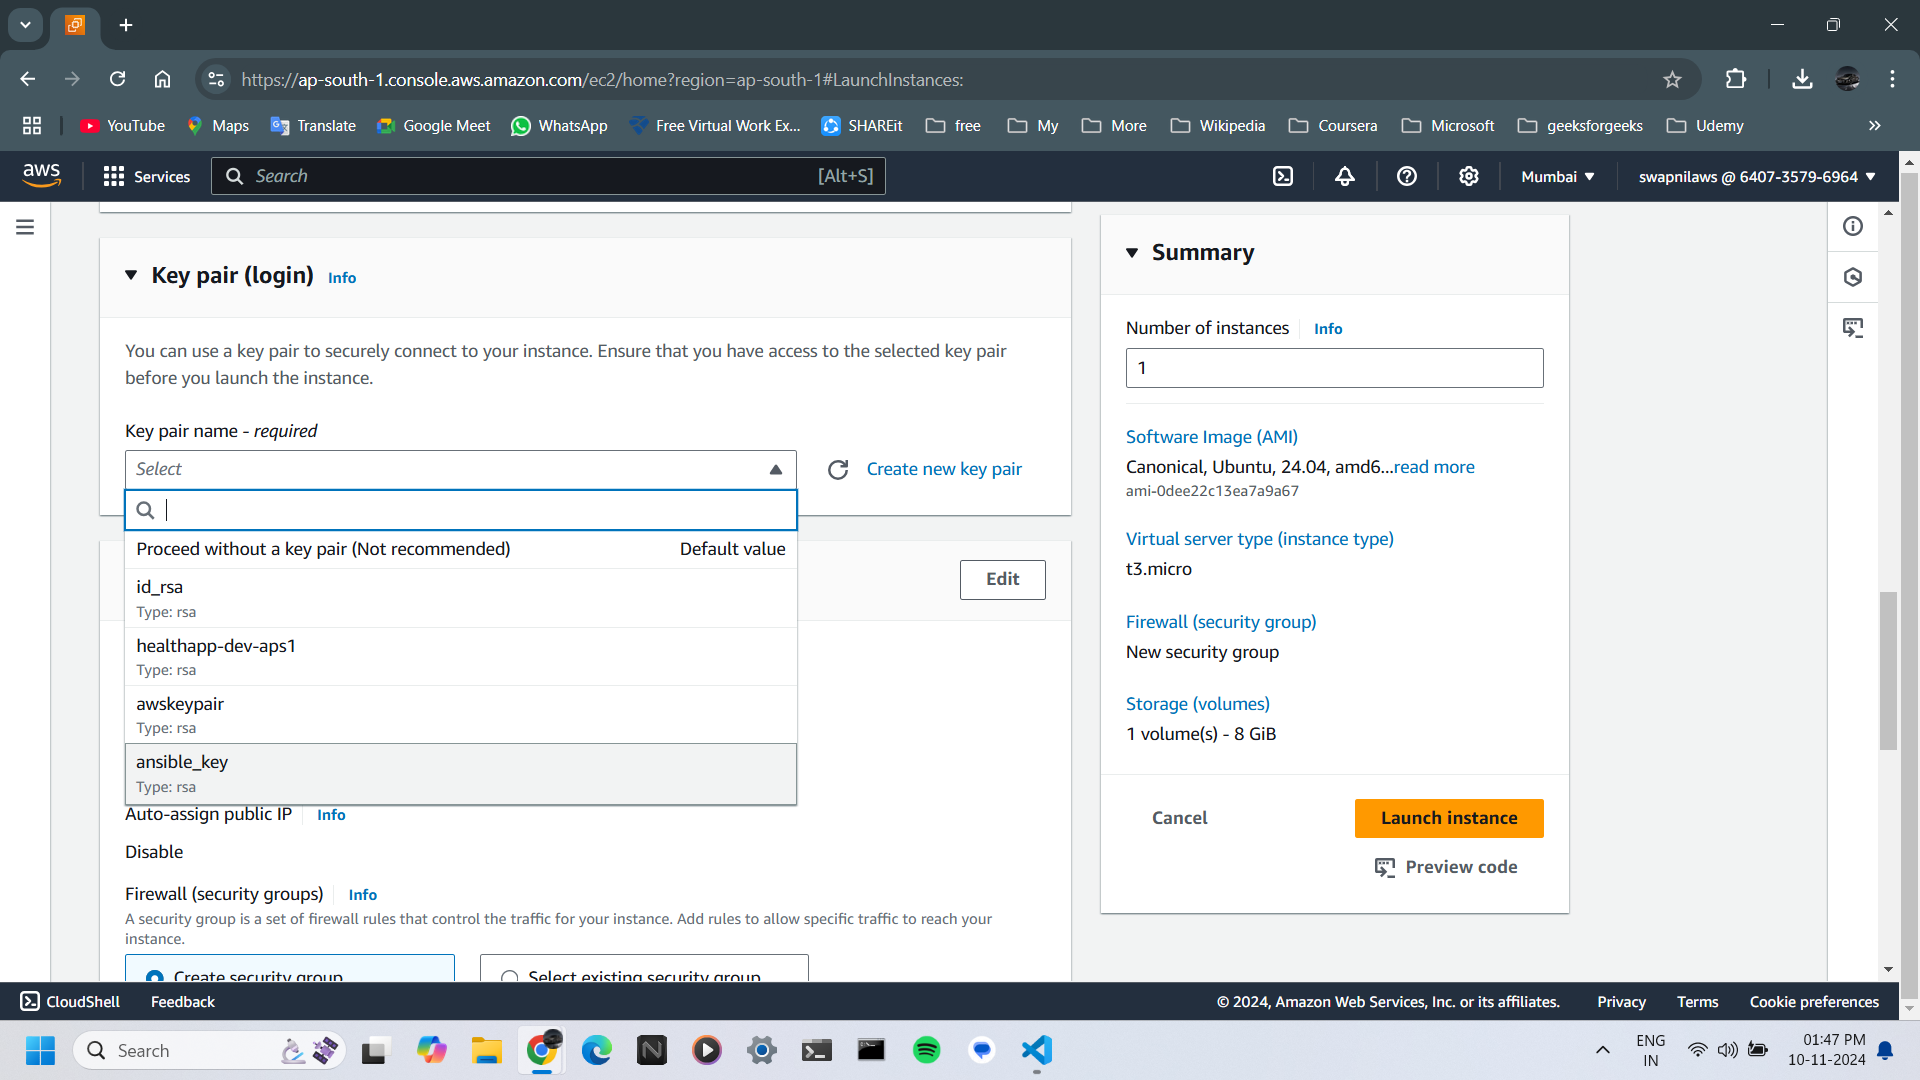 https://ap-south-1.console.aws.amazon.com/ec2/home?region=ap-south-1#LaunchInstances:
YouTube Maps Translate Google Meet WhatsApp Free Virtual Work Ex... SHAREit free My More Wikipedia Coursera Microsoft geeksforgeeks Udemy
aws Services Search [Alt+S] Mumbai swapnilaws @ 6407-3579-6964
Key pair (login) Info
You can use a key pair to securely connect to your instance. Ensure that you have access to the selected key pair
before you launch the instance.
Key pair name - required
Select
Create new key pair
Proceed without a key pair (Not recommended) Default value
id_rsa
Type: rsa
healthapp-dev-aps1
Type: rsa
awskeypair
Type: rsa
ansible_key
Type: rsa
Edit
Auto-assign public IP Info
Disable
Firewall (security groups) Info
A security group is a set of firewall rules that control the traffic for your instance. Add rules to allow specific traffic to reach your
instance.
Create security group Select existing security group
Summary
Number of instances Info
1
Software Image (AMI)
Canonical, Ubuntu, 24.04, amd6...read more
ami-0dee22c13ea7a9a67
Virtual server type (instance type)
t3.micro
Firewall (security group)
New security group
Storage (volumes)
1 volume(s) - 8 GiB
Cancel Launch instance
Preview code
CloudShell Feedback © 2024, Amazon Web Services, Inc. or its affiliates. Privacy Terms Cookie preferences
Search
ENG
IN
01:47 PM
10-11-2024